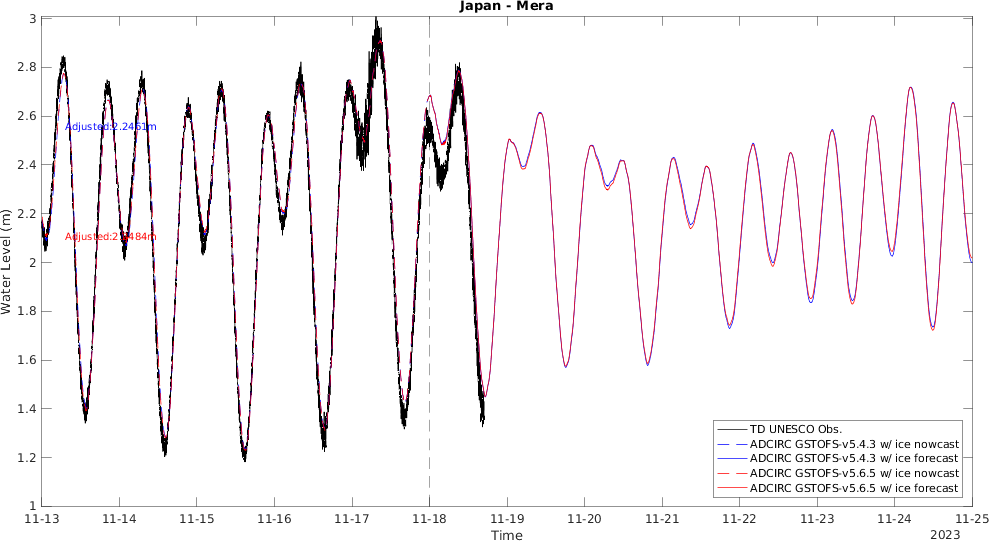 Japan - Mera
3
2.8
2.6
2.4
2.2
2
1.8
1.6
1.4
1.2
1
Water Level (m)
Adjusted:2.2461m
11-13 11-14 11-15 11-16 11-17 11-18 11-19 11-20 11-21 11-22 11-23 11-24 11-25
Time
2023
TD UNESCO Obs.
ADCIRC GSTOFS-v5.4.3 w/ ice nowcast
ADCIRC GSTOFS-v5.4.3 w/ ice forecast
ADCIRC GSTOFS-v5.6.5 w/ ice nowcast
ADCIRC GSTOFS-v5.6.5 w/ ice forecast